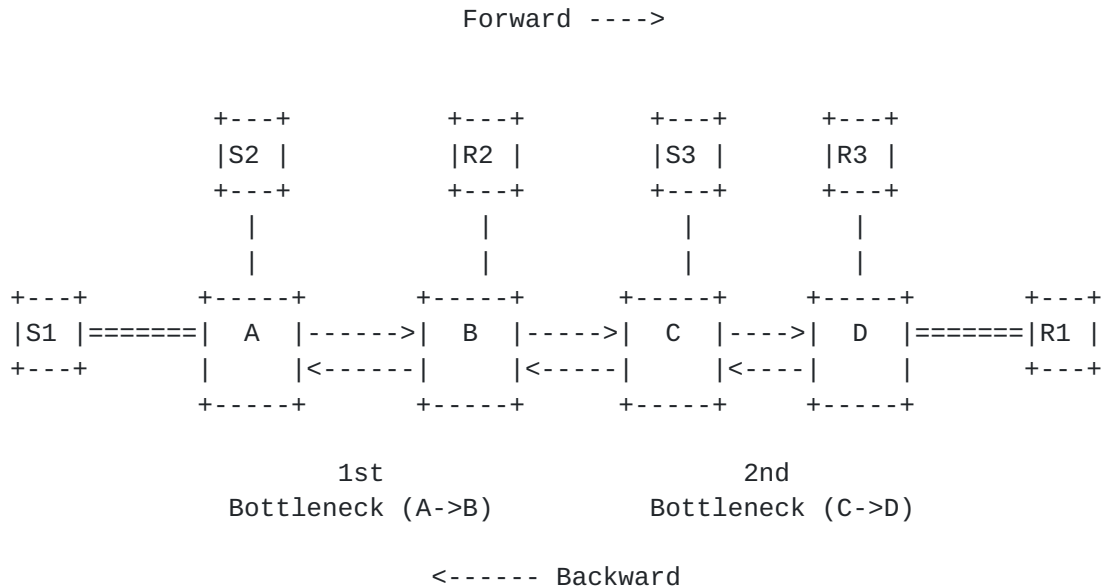 Forward ---->
+---+ +---+ +---+ +---+
|S2 | |R2 | |S3 | |R3 |
+---+ +---+ +---+ +---+
| | | |
| | | |
+---+ +-----+ +-----+ +-----+ +-----+ +---+
|S1 |=======| A |------>| B |----->| C |---->| D |=======|R1 |
+---+ | |<------| |<-----| |<----| | +---+
+-----+ +-----+ +-----+ +-----+
1st 2nd
Bottleneck (A->B) Bottleneck (C->D)
<------ Backward